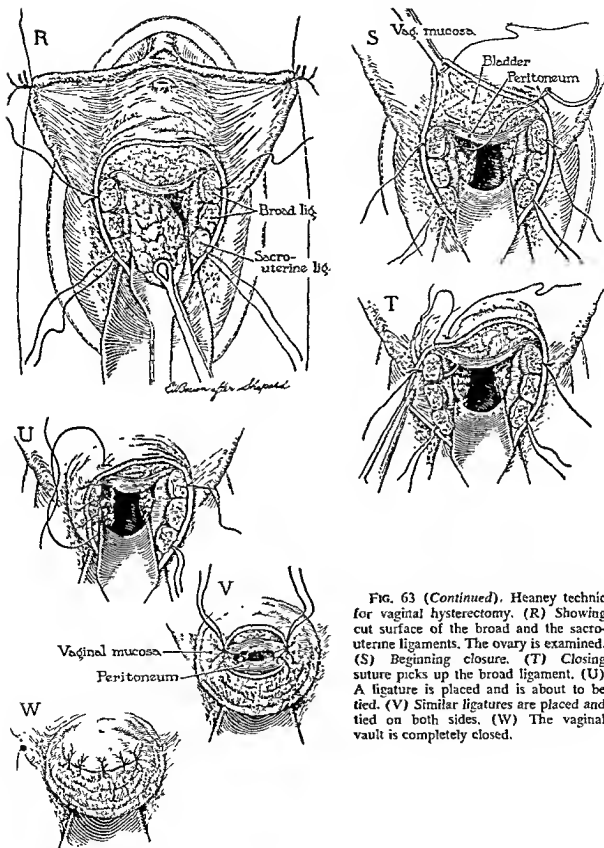 R
Broad lig.
Sacro-
uterine lig.
S
Vag. mucosa
Bladder
Peritoneum
T
U
V
Vaginal mucosa
Peritoneum
W
FIG. 63 (Continued). Heaney technic
for vaginal hysterectomy. (R) Showing
cut surface of the broad and the sacro-
uterine ligaments. The ovary is examined.
(S) Beginning closure. (T) Closing
suture picks up the broad ligament. (U)
A ligature is placed and is about to be
tied. (V) Similar ligatures are placed and
tied on both sides. (W) The vaginal
vault is completely closed.